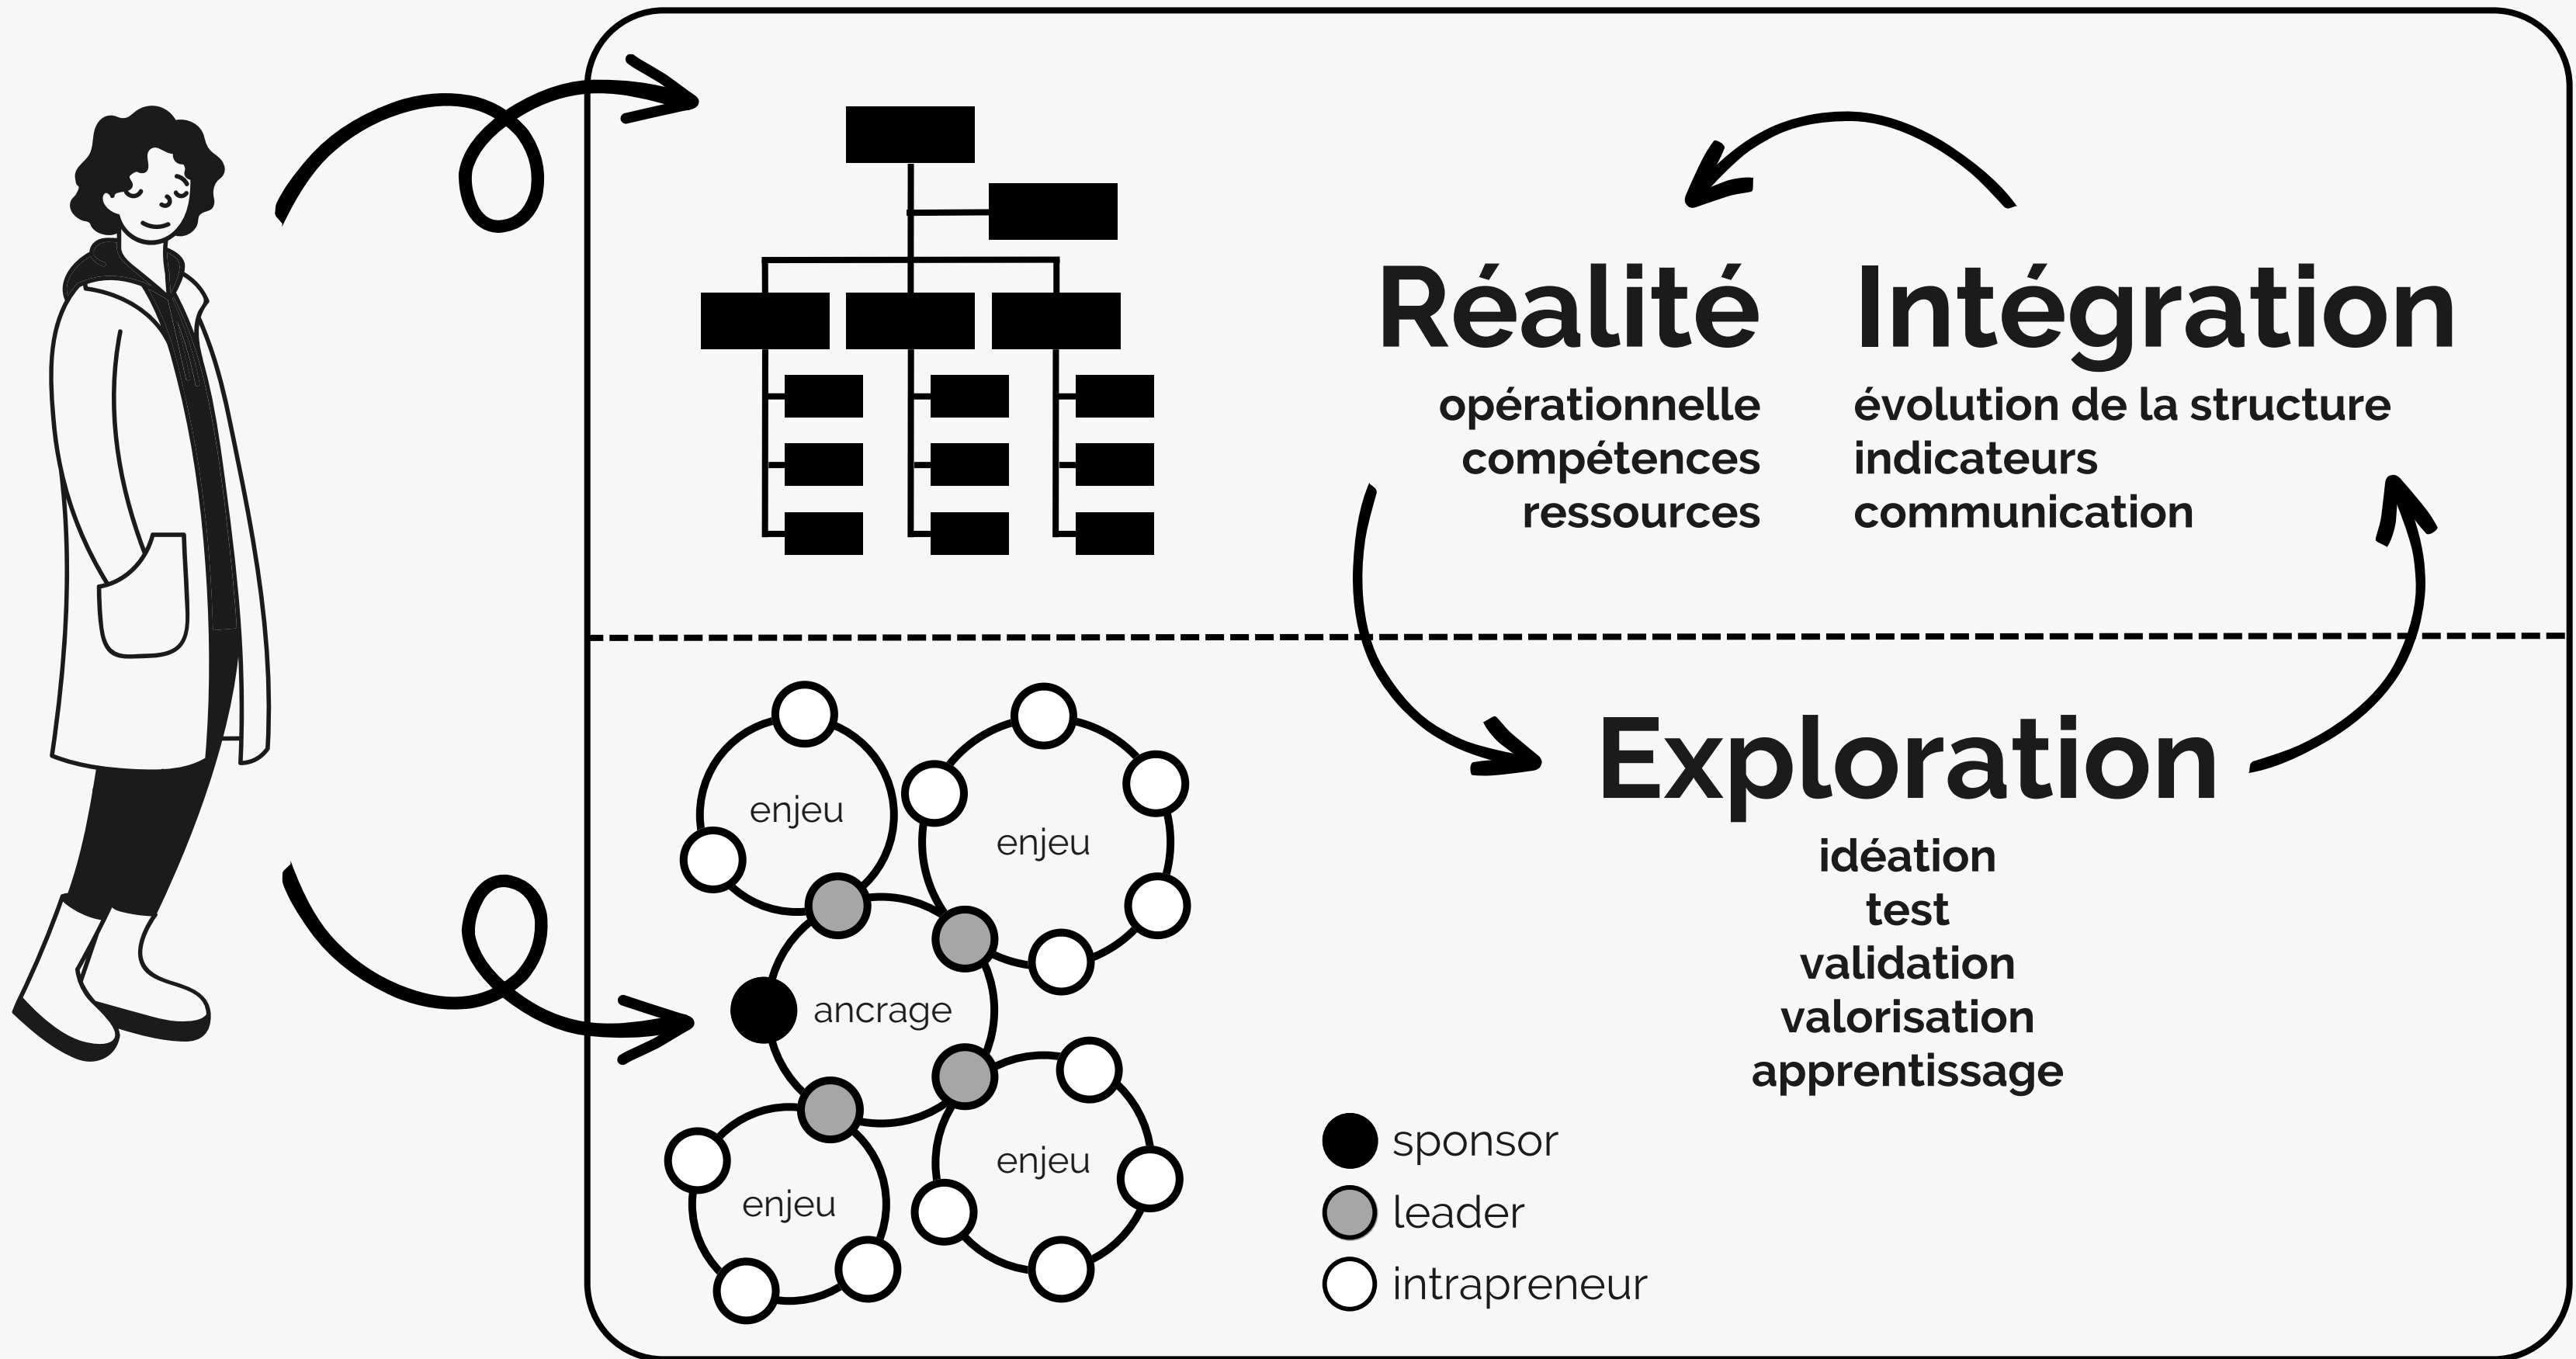 Réalité
opérationnelle
compétences
ressources
Intégration
évolution de la structure
indicateurs
communication
Exploration
idéation
test
validation
valorisation
apprentissage
enjeu
enjeu
ancrage
enjeu
enjeu
sponsor
leader
intrapreneur